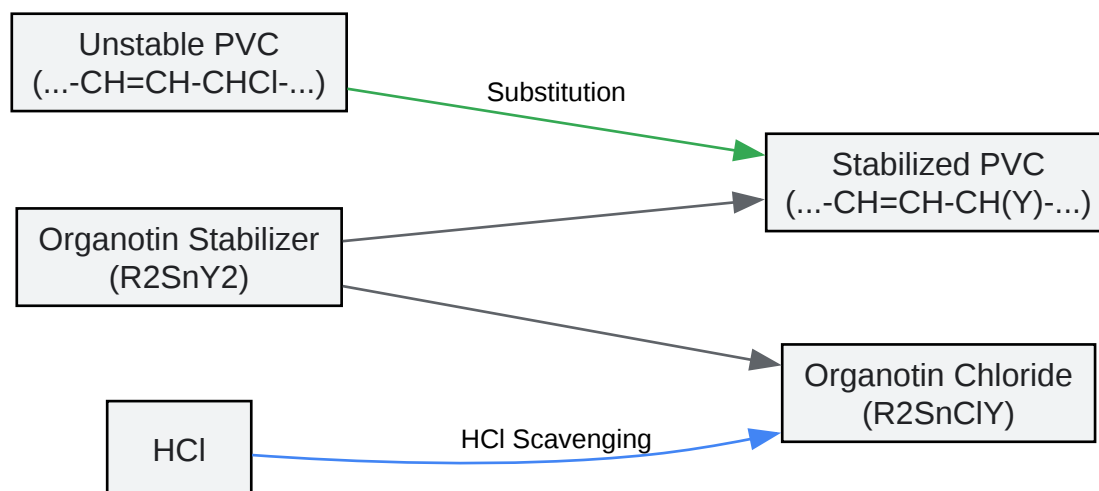 Unstable PVC
(...-CH=CH-CHCl-...)
Substitution
Stabilized PVC
(...-CH=CH-CH(Y)-...)
Organotin Stabilizer
(R2SnY2)
Organotin Chloride
(R2SnClY)
HCl
HCl Scavenging